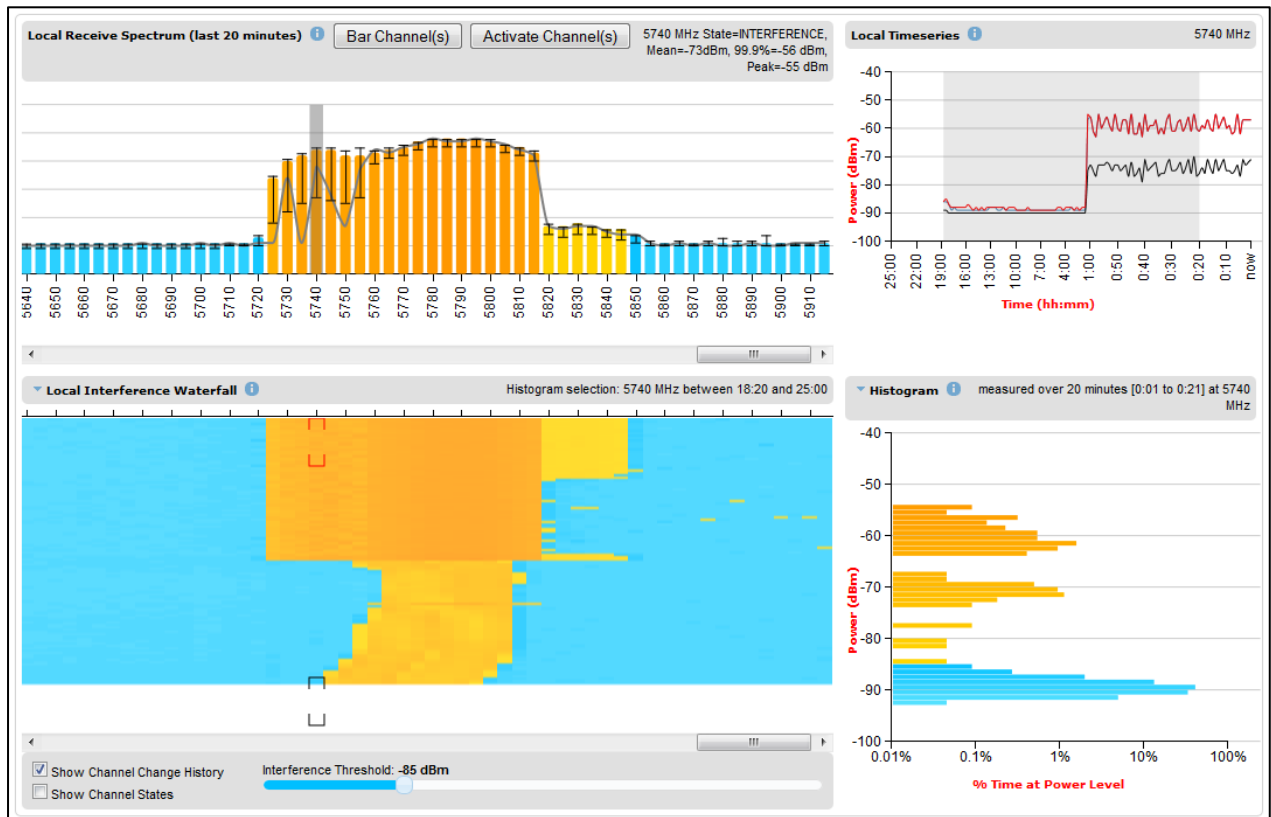 Local Receive Spectrum (last 20 minutes) i Bar Channel(s) Activate Channel(s) 5740 MHz State=INTERFERENCE,
Mean=-73dBm, 99.9%=-56 dBm,
Peak=-55 dBm
5640 5650 5660 5670 5680 5690 5700 5710 5720 5730 5740 5750 5760 5770 5780 5790 5800 5810 5820 5830 5840 5850 5860 5870 5880 5890 5900 5910
Local Timeseries i 5740 MHz
-40
-50
-60
-70
-80
-90
-100
Power (dBm)
25:00 22:00 19:00 16:00 13:00 10:00 7:00 4:00 1:00 0:50 0:40 0:30 0:20 0:10 now
Time (hh:mm)
Local Interference Waterfall i Histogram selection: 5740 MHz between 18:20 and 25:00
Show Channel Change History
Show Channel States
Interference Threshold: -85 dBm
Histogram i measured over 20 minutes [0:01 to 0:21] at 5740
MHz
-40
-50
-60
-70
-80
-90
-100
Power (dBm)
0.01% 0.1% 1% 10% 100%
% Time at Power Level